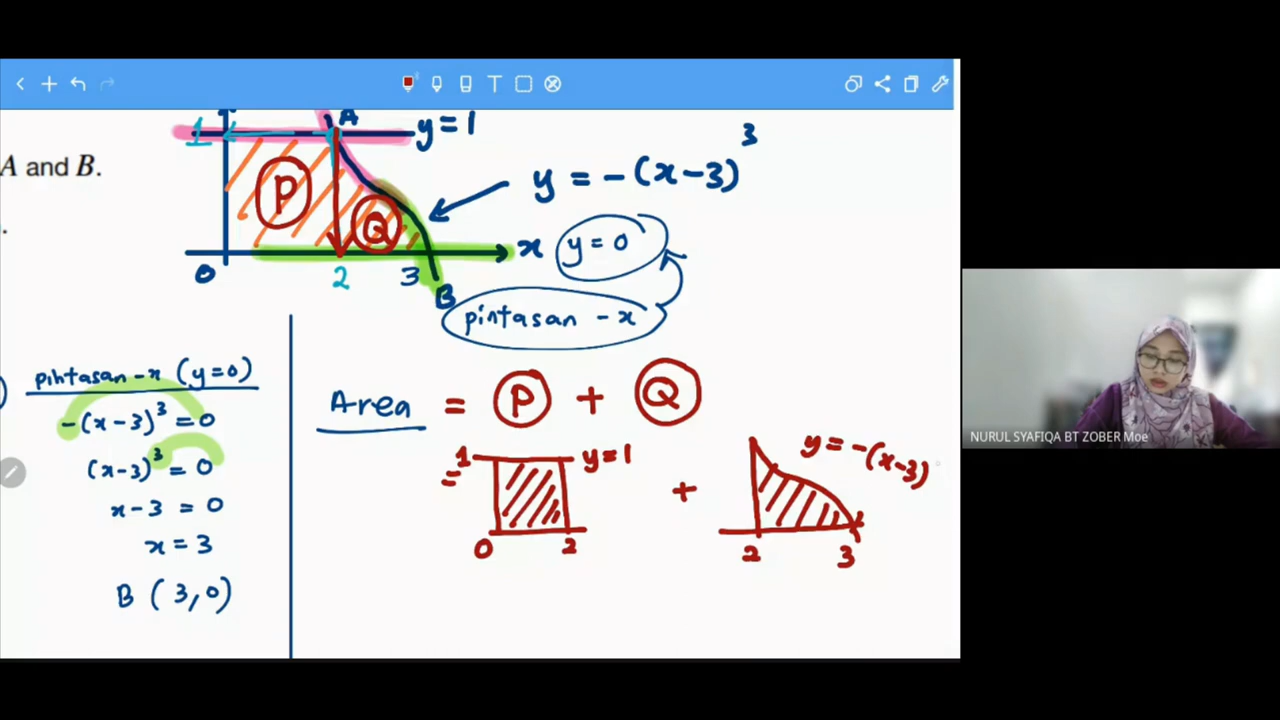 A
1
y = 1
A and B.
y = -(x-3)³
P
Q
x
y = 0
0
2
3
B
pintasan -x
pintasan -x (y=0)
-(x-3)³ = 0
(x-3)³ = 0
x-3 = 0
x = 3
B (3,0)
Area = P + Q
= 1 y=1
0 2
+
y = -(x-3)
2 3
NURUL SYAFIQA BT ZOBER Moe